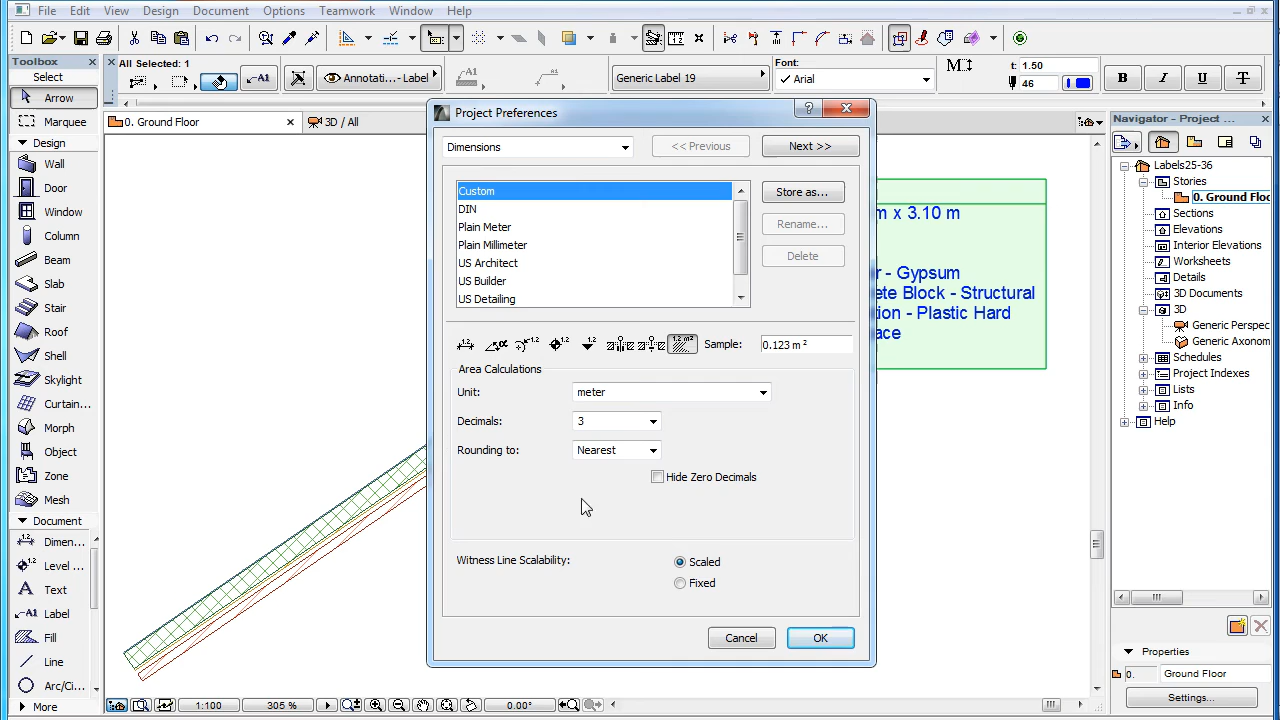 File Edit View Design Document Options Teamwork Window Help
Toolbox
Select
Arrow
Marquee
Design
Wall
Door
Window
Column
Beam
Slab
Stair
Roof
Shell
Skylight
Curtain...
Morph
Object
Zone
Mesh
Document
Dimen...
Level ...
Text
Label
Fill
Line
Arc/Ci...
More
All Selected: 1
A1
Annotati...- Label
A1
Generic Label 19
Font:
Arial
t: 1.50
46
B I U T
0. Ground Floor
3D / All
Project Preferences
Dimensions
<< Previous
Next >>
Custom
DIN
Plain Meter
Plain Millimeter
US Architect
US Builder
US Detailing
Store as...
Rename...
Delete
Sample:
0.123 m ²
Area Calculations
Unit:
meter
Decimals:
3
Rounding to:
Nearest
Hide Zero Decimals
Witness Line Scalability:
Scaled
Fixed
Cancel
OK
m x 3.10 m
r - Gypsum
ete Block - Structural
tion - Plastic Hard
ace
Navigator - Project ...
Labels25-36
Stories
0. Ground Floo
Sections
Elevations
Interior Elevations
Worksheets
Details
3D Documents
3D
Generic Perspec
Generic Axonom
Schedules
Project Indexes
Lists
Info
Help
Properties
0.
Ground Floor
Settings...
1:100
305 %
0.00°